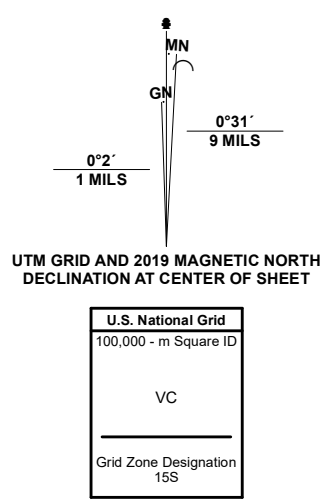 MN
GN
0°31´
9 MILS
0°2´
1 MILS
UTM GRID AND 2019 MAGNETIC NORTH
DECLINATION AT CENTER OF SHEET
U.S. National Grid
100,000 - m Square ID
VC
Grid Zone Designation
15S